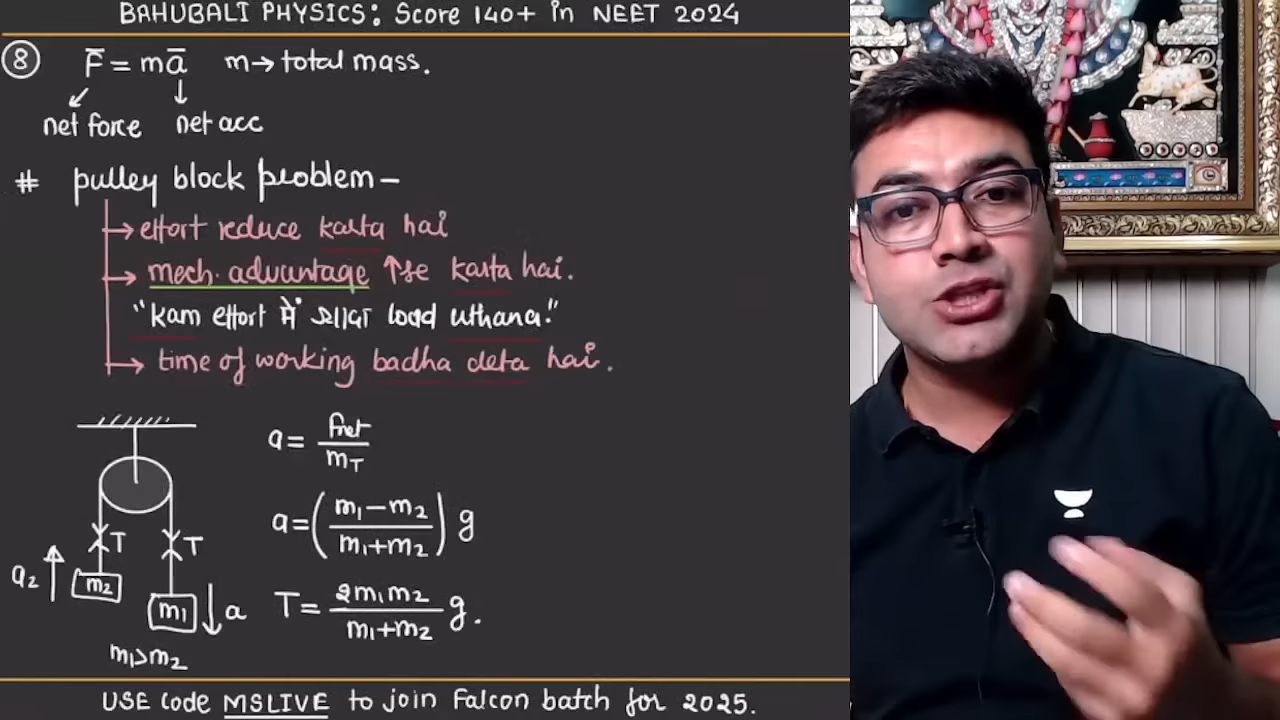 BAHUBALI PHYSICS: Score 140+ in NEET 2024
⑧ F̅ = ma̅ m→ total mass.
net force net acc
# pulley block problem –
→ effort reduce karta hai
→ mech. advantage ↑se karta hai.
"kam effort में ज्यादा load uthana."
→ time of working badha deta hai.
a = Fnet / mT
a = (m1–m2 / m1+m2) g
T T
a2 m2
m1 a
T = 2m1m2 / m1+m2 g.
m1>m2
USE Code MSLIVE to join Falcon batch for 2025.